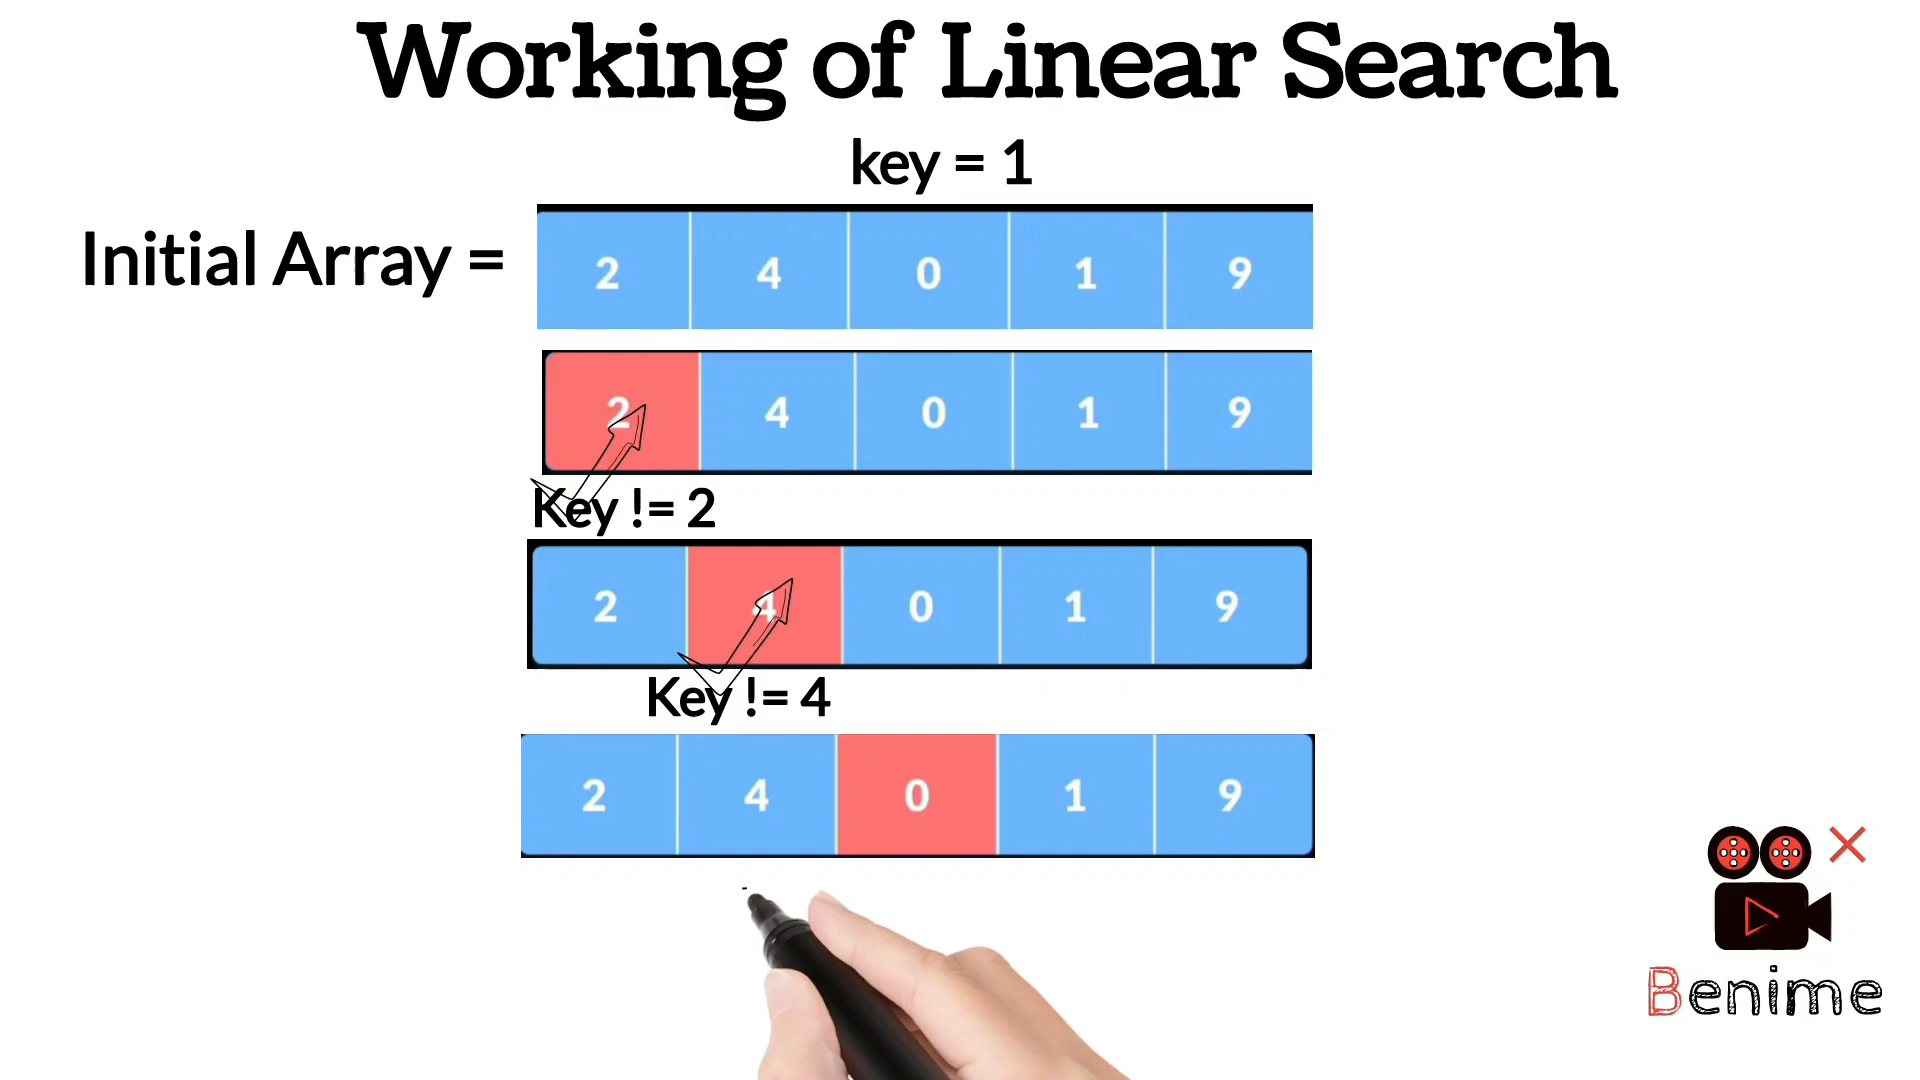 Working of Linear Search
key = 1
Initial Array = 2 4 0 1 9
2 4 0 1 9
Key != 2
2 4 0 1 9
Key != 4
2 4 0 1 9
Benime